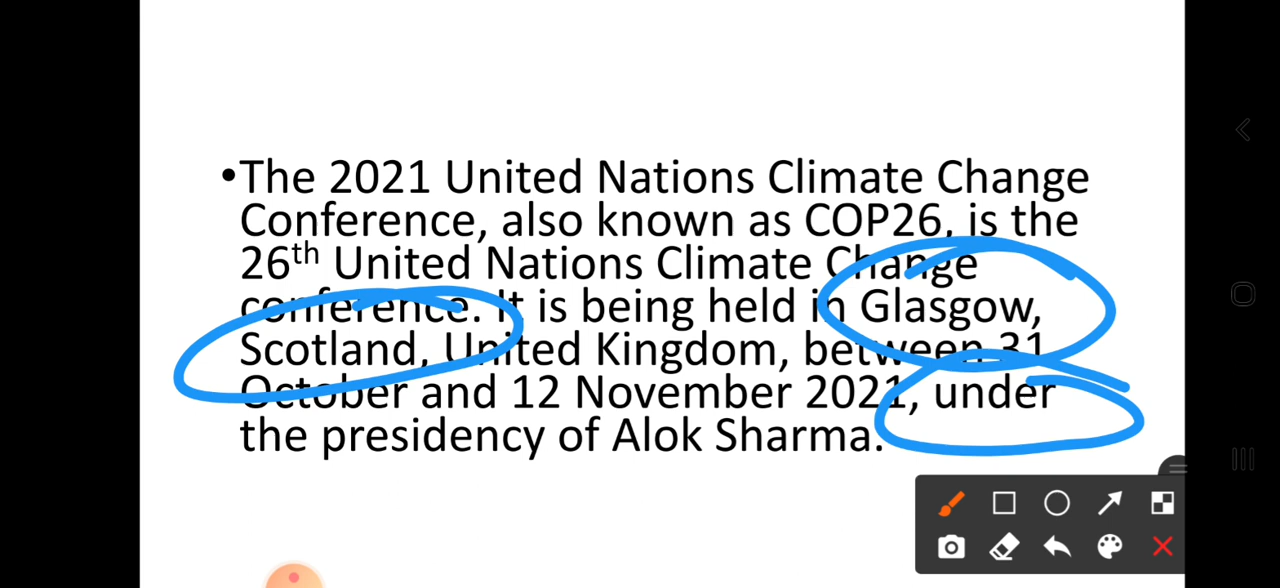 •The 2021 United Nations Climate Change
Conference, also known as COP26, is the
26th United Nations Climate Change
conference. It is being held in Glasgow,
Scotland, United Kingdom, between 31
October and 12 November 2021, under
the presidency of Alok Sharma.